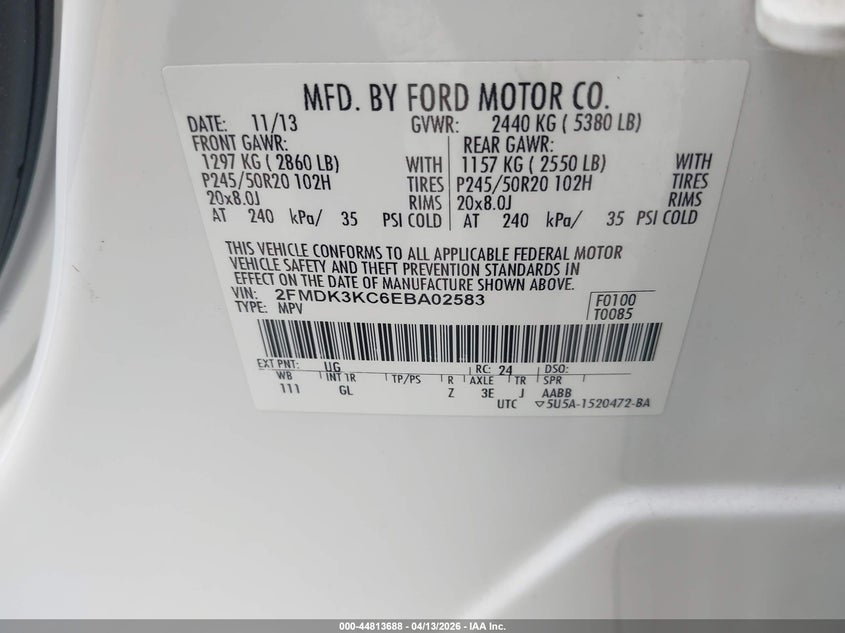 MFD. BY FORD MOTOR CO.
DATE: 11/13 GVWR: 2440 KG ( 5380 LB)
FRONT GAWR: REAR GAWR:
1297 KG ( 2860 LB) WITH 1157 KG ( 2550 LB) WITH
P245/50R20 102H TIRES P245/50R20 102H TIRES
20x8.0J RIMS 20x8.0J RIMS
AT 240 kPa/ 35 PSI COLD AT 240 kPa/ 35 PSI COLD
THIS VEHICLE CONFORMS TO ALL APPLICABLE FEDERAL MOTOR
VEHICLE SAFETY AND THEFT PREVENTION STANDARDS IN
EFFECT ON THE DATE OF MANUFACTURE SHOWN ABOVE.
VIN: 2FMDK3KC6EBA02583 F0100
TYPE: MPV T0085
EXT PNT: UG RC: 24 DSO:
WB INT TR TP/PS R AXLE TR SPR
111 GL Z 3E J AABB
UTC ▽5U5A-1520472-BA
000-44813688 - 04/13/2026 - IAA Inc.